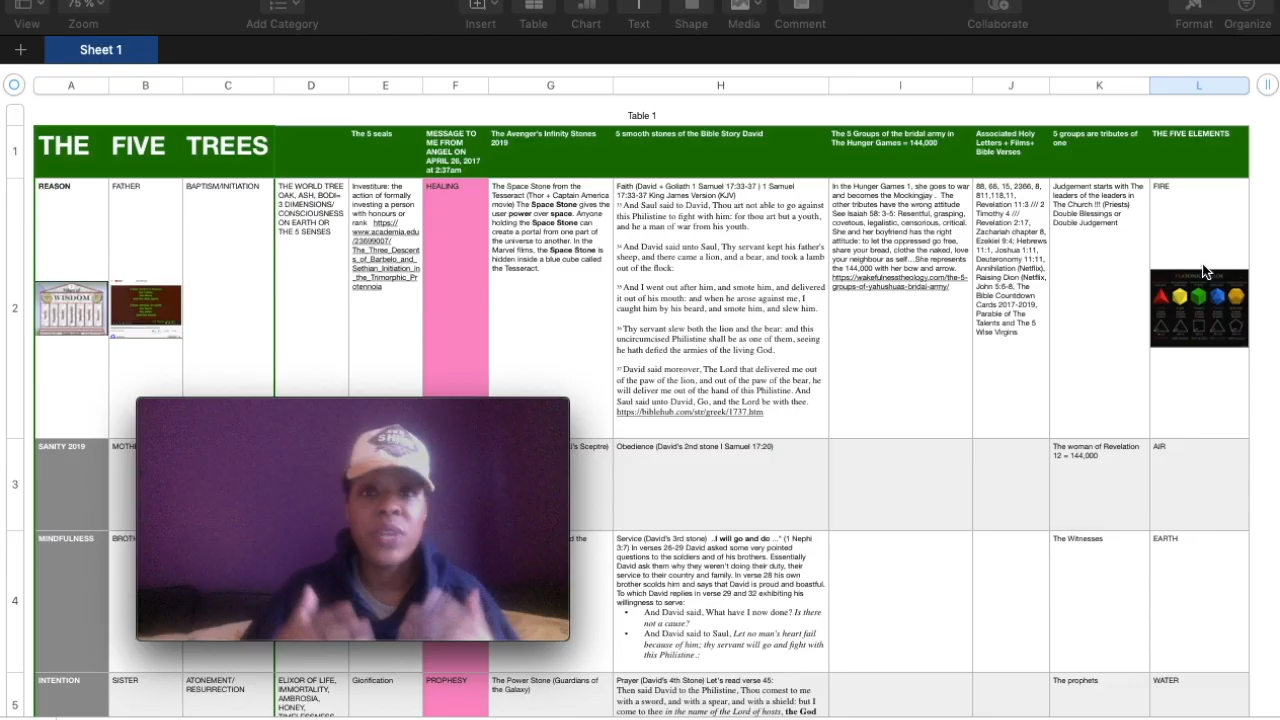 75 %
View
Zoom
Add Category
Insert
Table
Chart
Text
Shape
Media
Comment
Collaborate
Format
Organize
Sheet 1
A B C D E F G H I J K L
Table 1
1
THE FIVE TREES
The 5 seals
MESSAGE TO
ME FROM
ANGEL ON
APRIL 26, 2017
at 2:37am
The Avenger's Infinity Stones
in 2019
5 smooth stones of the Bible Story David
The 5 Groups of the bridal army in
The Hunger Games = 144,000
Associated Holy
Letters + Films+
Bible Verses
5 groups are tributes of
one
THE FIVE ELEMENTS
2
REASON
FATHER
BAPTISM/INITIATION
THE WORLD TREE
OAK, ASH, BODI=
3 DIMENSIONS/
CONSCIOUSNESS
ON EARTH OR
THE 5 SENSES
Investiture: the
action of formally
investing a person
with honours or
rank https://
www.academia.edu
/23699007/
The_Three_Descent
s_of_Barbelo_and_
Sethian_Initiation_in
_the_Trimorphic_Pr
otennoia
HEALING
The Space Stone from the
Tesseract (Thor + Captain America
movie) The Space Stone gives the
user power over space. Anyone
holding the Space Stone can
create a portal from one part of
the universe to another. In the
Marvel films, the Space Stone is
hidden inside a blue cube called
the Tesseract.
Faith (David + Goliath 1 Samuel 17:33-37 ) 1 Samuel
17:33-37 King James Version (KJV)
33 And Saul said to David, Thou art not able to go against
this Philistine to fight with him: for thou art but a youth,
and he a man of war from his youth.
34 And David said unto Saul, Thy servant kept his father's
sheep, and there came a lion, and a bear, and took a lamb
out of the flock:
35 And I went out after him, and smote him, and delivered
it out of his mouth: and when he arose against me, I
caught him by his beard, and smote him, and slew him.
36 Thy servant slew both the lion and the bear: and this
uncircumcised Philistine shall be as one of them, seeing
he hath defied the armies of the living God.
37 David said moreover, The Lord that delivered me out
of the paw of the lion, and out of the paw of the bear, he
will deliver me out of the hand of this Philistine. And
Saul said unto David, Go, and the Lord be with thee.
https://biblehub.com/str/greek/1737.htm
In the Hunger Games 1, she goes to war
and becomes the Mockingjay . The
other tributes have the wrong attitude
See Isaiah 58: 3-5: Resentful, grasping,
covetous, legalistic, censorious, critical.
She and her boyfriend has the right
attitude: to let the oppressed go free,
share your bread, clothe the naked, love
your neighbour as self...She represents
the 144,000 with her bow and arrow.
https://wakefulnesstheology.com/the-5-
groups-of-yahushuas-bridal-army/
88, 66, 15, 2366, 8,
811,118,11,
Revelation 11:3 /// 2
Timothy 4 ///
Revelation 2:17,
Zachariah chapter 8,
Ezekiel 9:4; Hebrews
11:1, Joshua 1:11,
Deuteronomy 11:11,
Annihilation (Netflix),
Raising Dion (Netflix,
John 5:6-8, The
Bible Countdown
Cards 2017-2019,
Parable of The
Talents and The 5
Wise Virgins
Judgement starts with The
leaders of the leaders in
The Church !!! (Priests)
Double Blessings or
Double Judgement
FIRE
WISDOM
3
SANITY 2019
MOTH
's Sceptre)
Obedience (David's 2nd stone I Samuel 17:20)
The woman of Revelation
12 = 144,000
AIR
4
MINDFULNESS
BROTH
d the
Service (David's 3rd stone) ..I will go and do ..." (1 Nephi
3:7) In verses 26-29 David asked some very pointed
questions to the soldiers and of his brothers. Essentially
David ask them why they weren't doing their duty, their
service to their country and family. In verse 28 his own
brother scolds him and says that David is proud and boastful.
To which David replies in verse 29 and 32 exhibiting his
willingness to serve:
• And David said, What have I now done? Is there
not a cause?
• And David said to Saul, Let no man's heart fail
because of him; thy servant will go and fight with
this Philistine.:
The Witnesses
EARTH
5
INTENTION
SISTER
ATONEMENT/
RESURRECTION
ELIXOR OF LIFE,
IMMORTALITY,
AMBROSIA,
HONEY,
TIMELESSNESS
Glorification
PROPHESY
The Power Stone (Guardians of
the Galaxy)
Prayer (David's 4th Stone) Let's read verse 45:
Then said David to the Philistine, Thou comest to me
with a sword, and with a spear, and with a shield: but I
come to thee in the name of the Lord of hosts, the God
The prophets
WATER